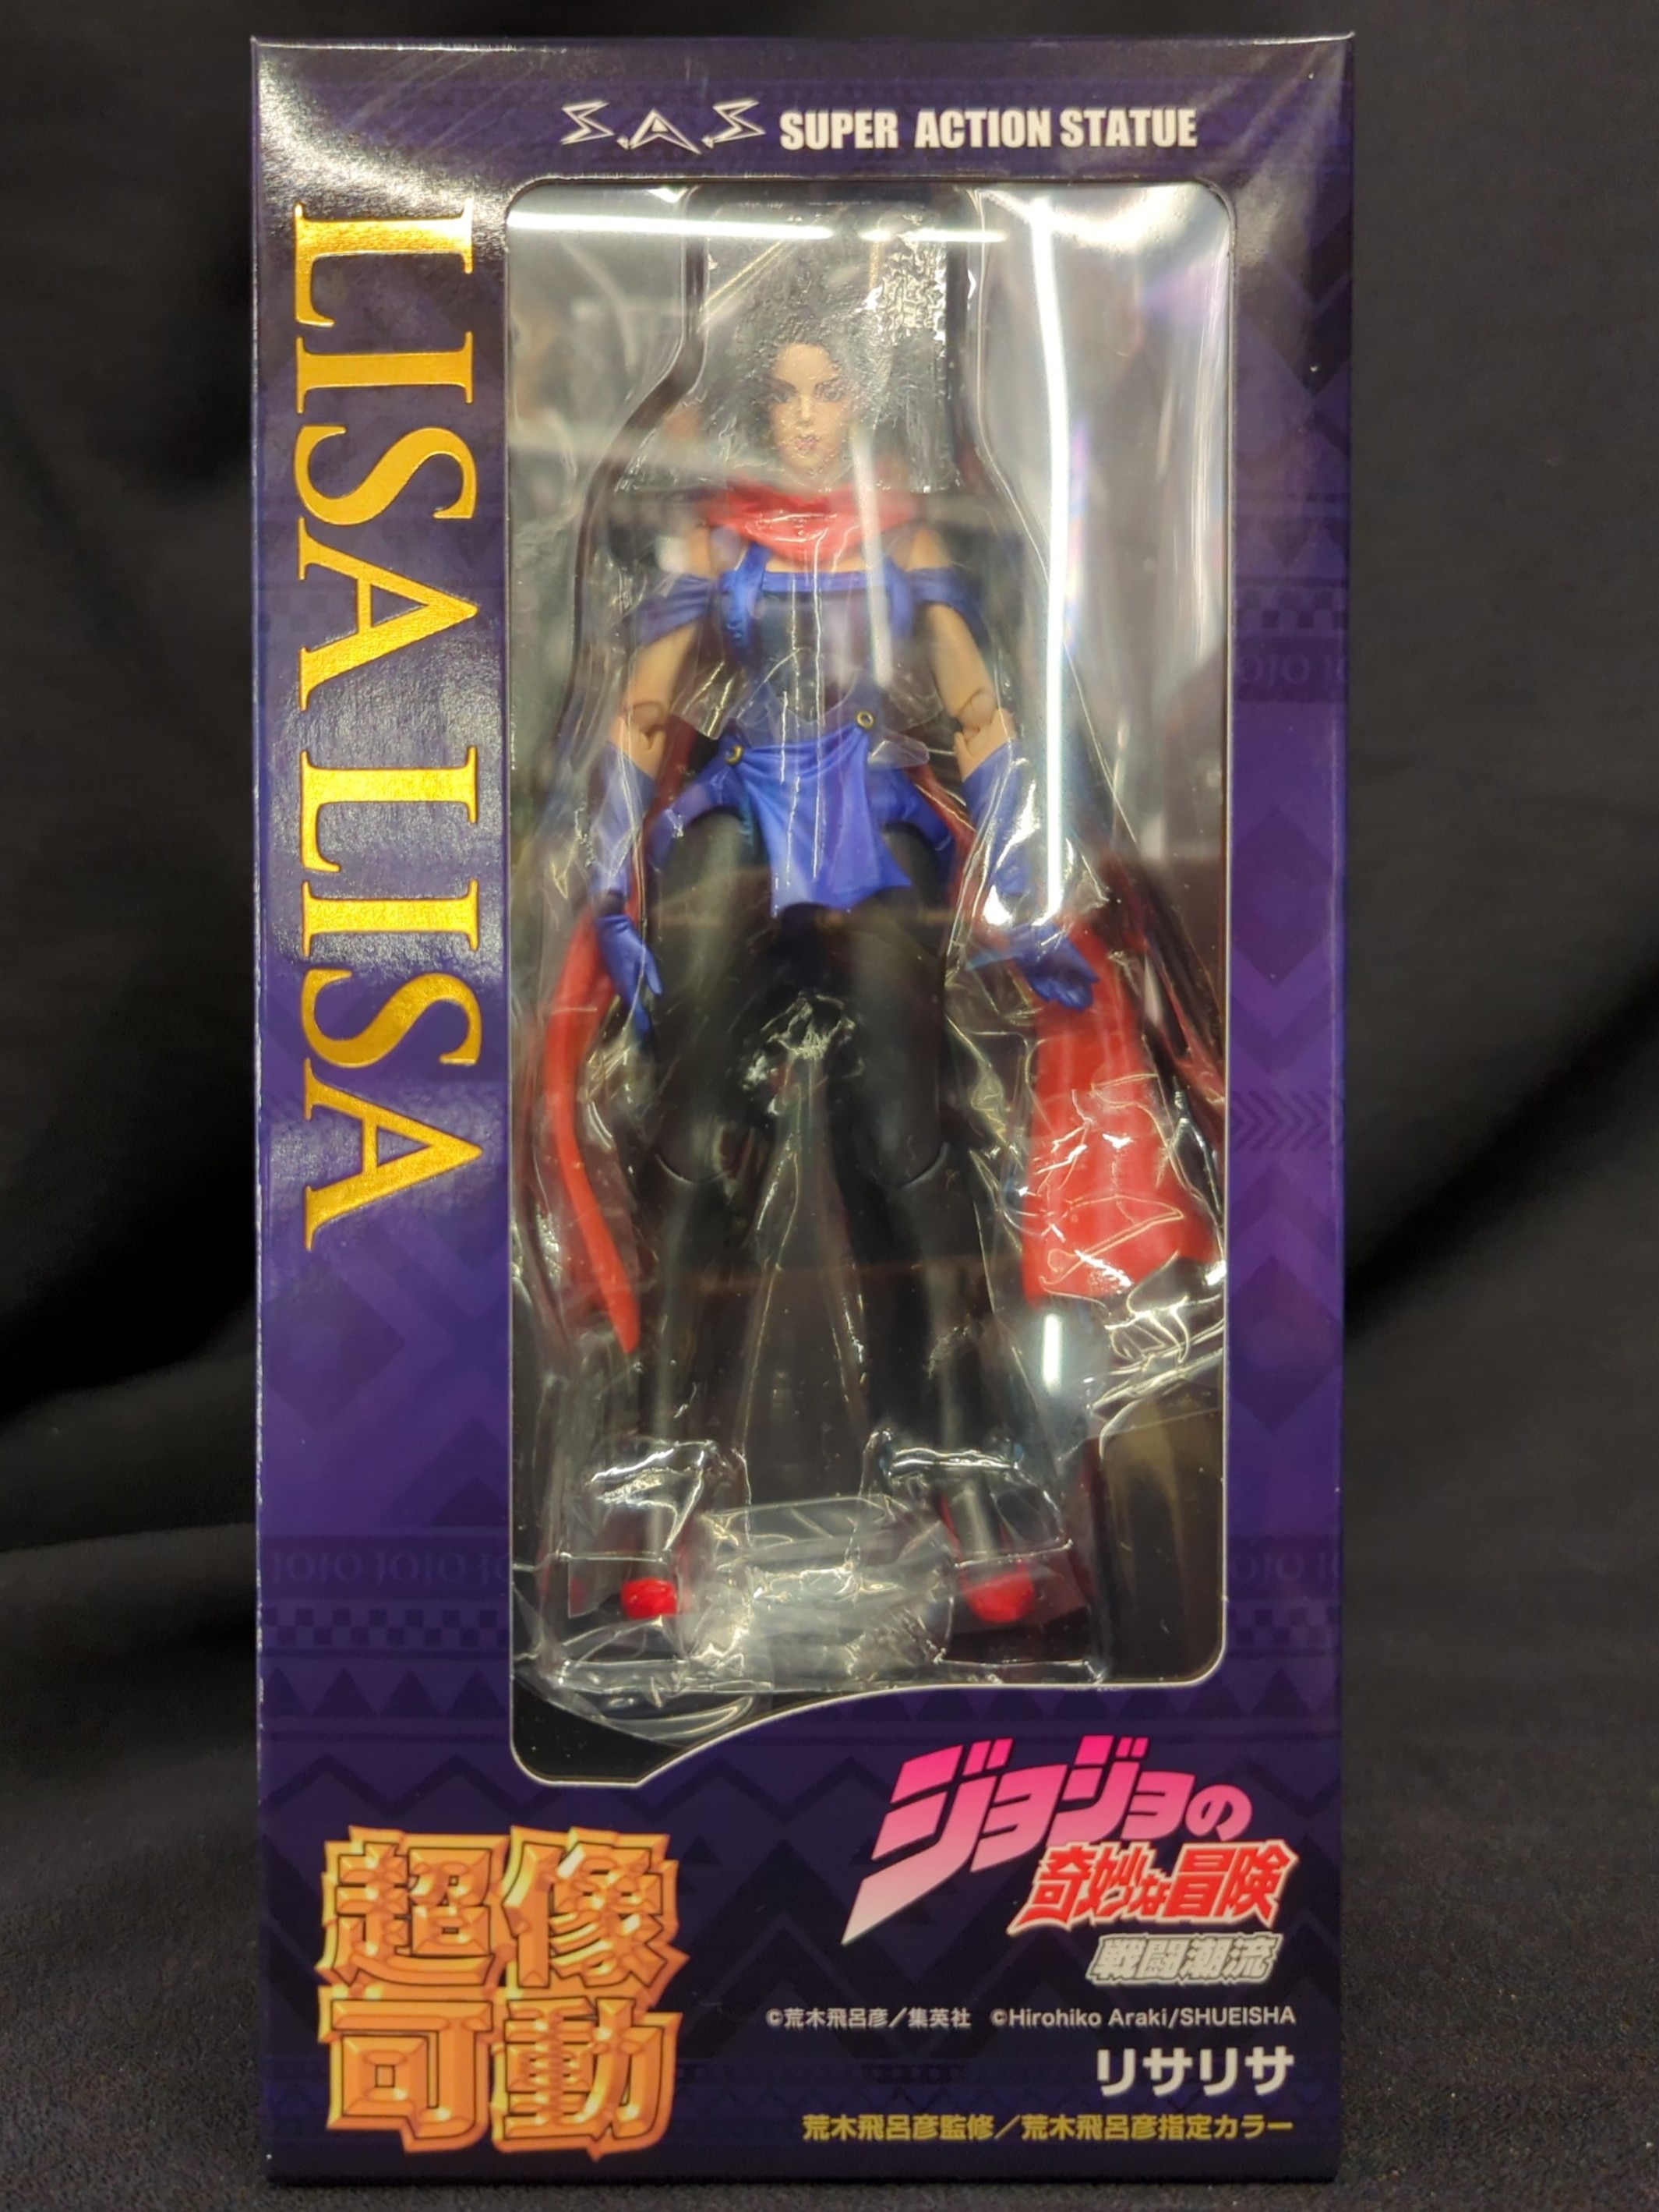 S.A.S SUPER ACTION STATUE
LISA LISA
超像
可動
ジョジョの
奇妙な冒険
戦闘潮流
©荒木飛呂彦／集英社 ©Hirohiko Araki/SHUEISHA
リサリサ
荒木飛呂彦監修／荒木飛呂彦指定カラー
JOJO JOJO